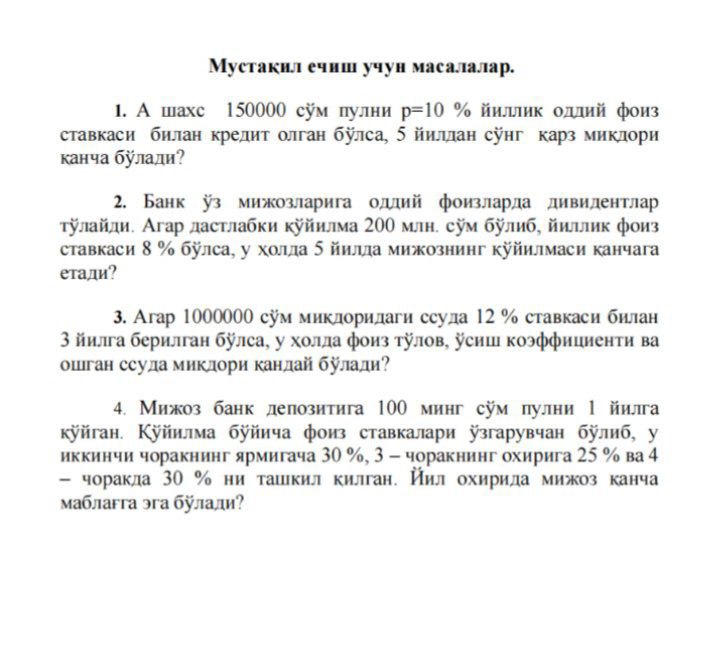 Мустақил ечиш учун масалалар.
1. А шахс 150000 сўм пулни p=10 % йиллик оддий фоиз
ставкаси билан кредит олган бўлса, 5 йилдан сўнг қарз миқдори
қанча бўлади?
2. Банк ўз мижозларига оддий фоизларда дивидентлар
тўлайди. Агар дастлабки қўйилма 200 млн. сўм бўлиб, йиллик фоиз
ставкаси 8 % бўлса, у ҳолда 5 йилда мижознинг қўйилмаси қанчага
етади?
3. Агар 1000000 сўм миқдоридаги ссуда 12 % ставкаси билан
3 йилга берилган бўлса, у ҳолда фоиз тўлов, ўсиш коэффициенти ва
ошган ссуда миқдори қандай бўлади?
4. Мижоз банк депозитига 100 минг сўм пулни 1 йилга
қўйган. Қўйилма бўйича фоиз ставкалари ўзгарувчан бўлиб, у
иккинчи чоракнинг ярмигача 30 %, 3 – чоракнинг охирига 25 % ва 4
– чоракда 30 % ни ташкил қилган. Йил охирида мижоз қанча
маблағга эга бўлади?